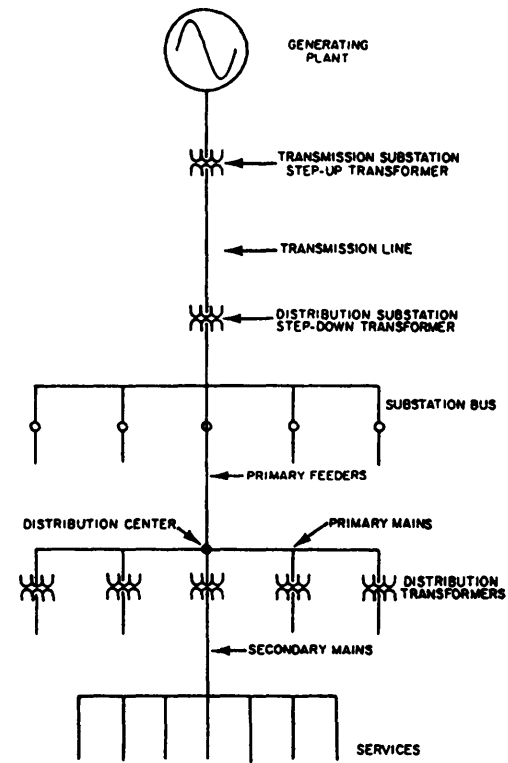 GENERATING
PLANT
TRANSMISSION SUBSTATION
STEP-UP TRANSFORMER
TRANSMISSION LINE
DISTRIBUTION SUBSTATION
STEP-DOWN TRANSFORMER
SUBSTATION BUS
PRIMARY FEEDERS
DISTRIBUTION CENTER
PRIMARY MAINS
DISTRIBUTION
TRANSFORMERS
SECONDARY MAINS
SERVICES